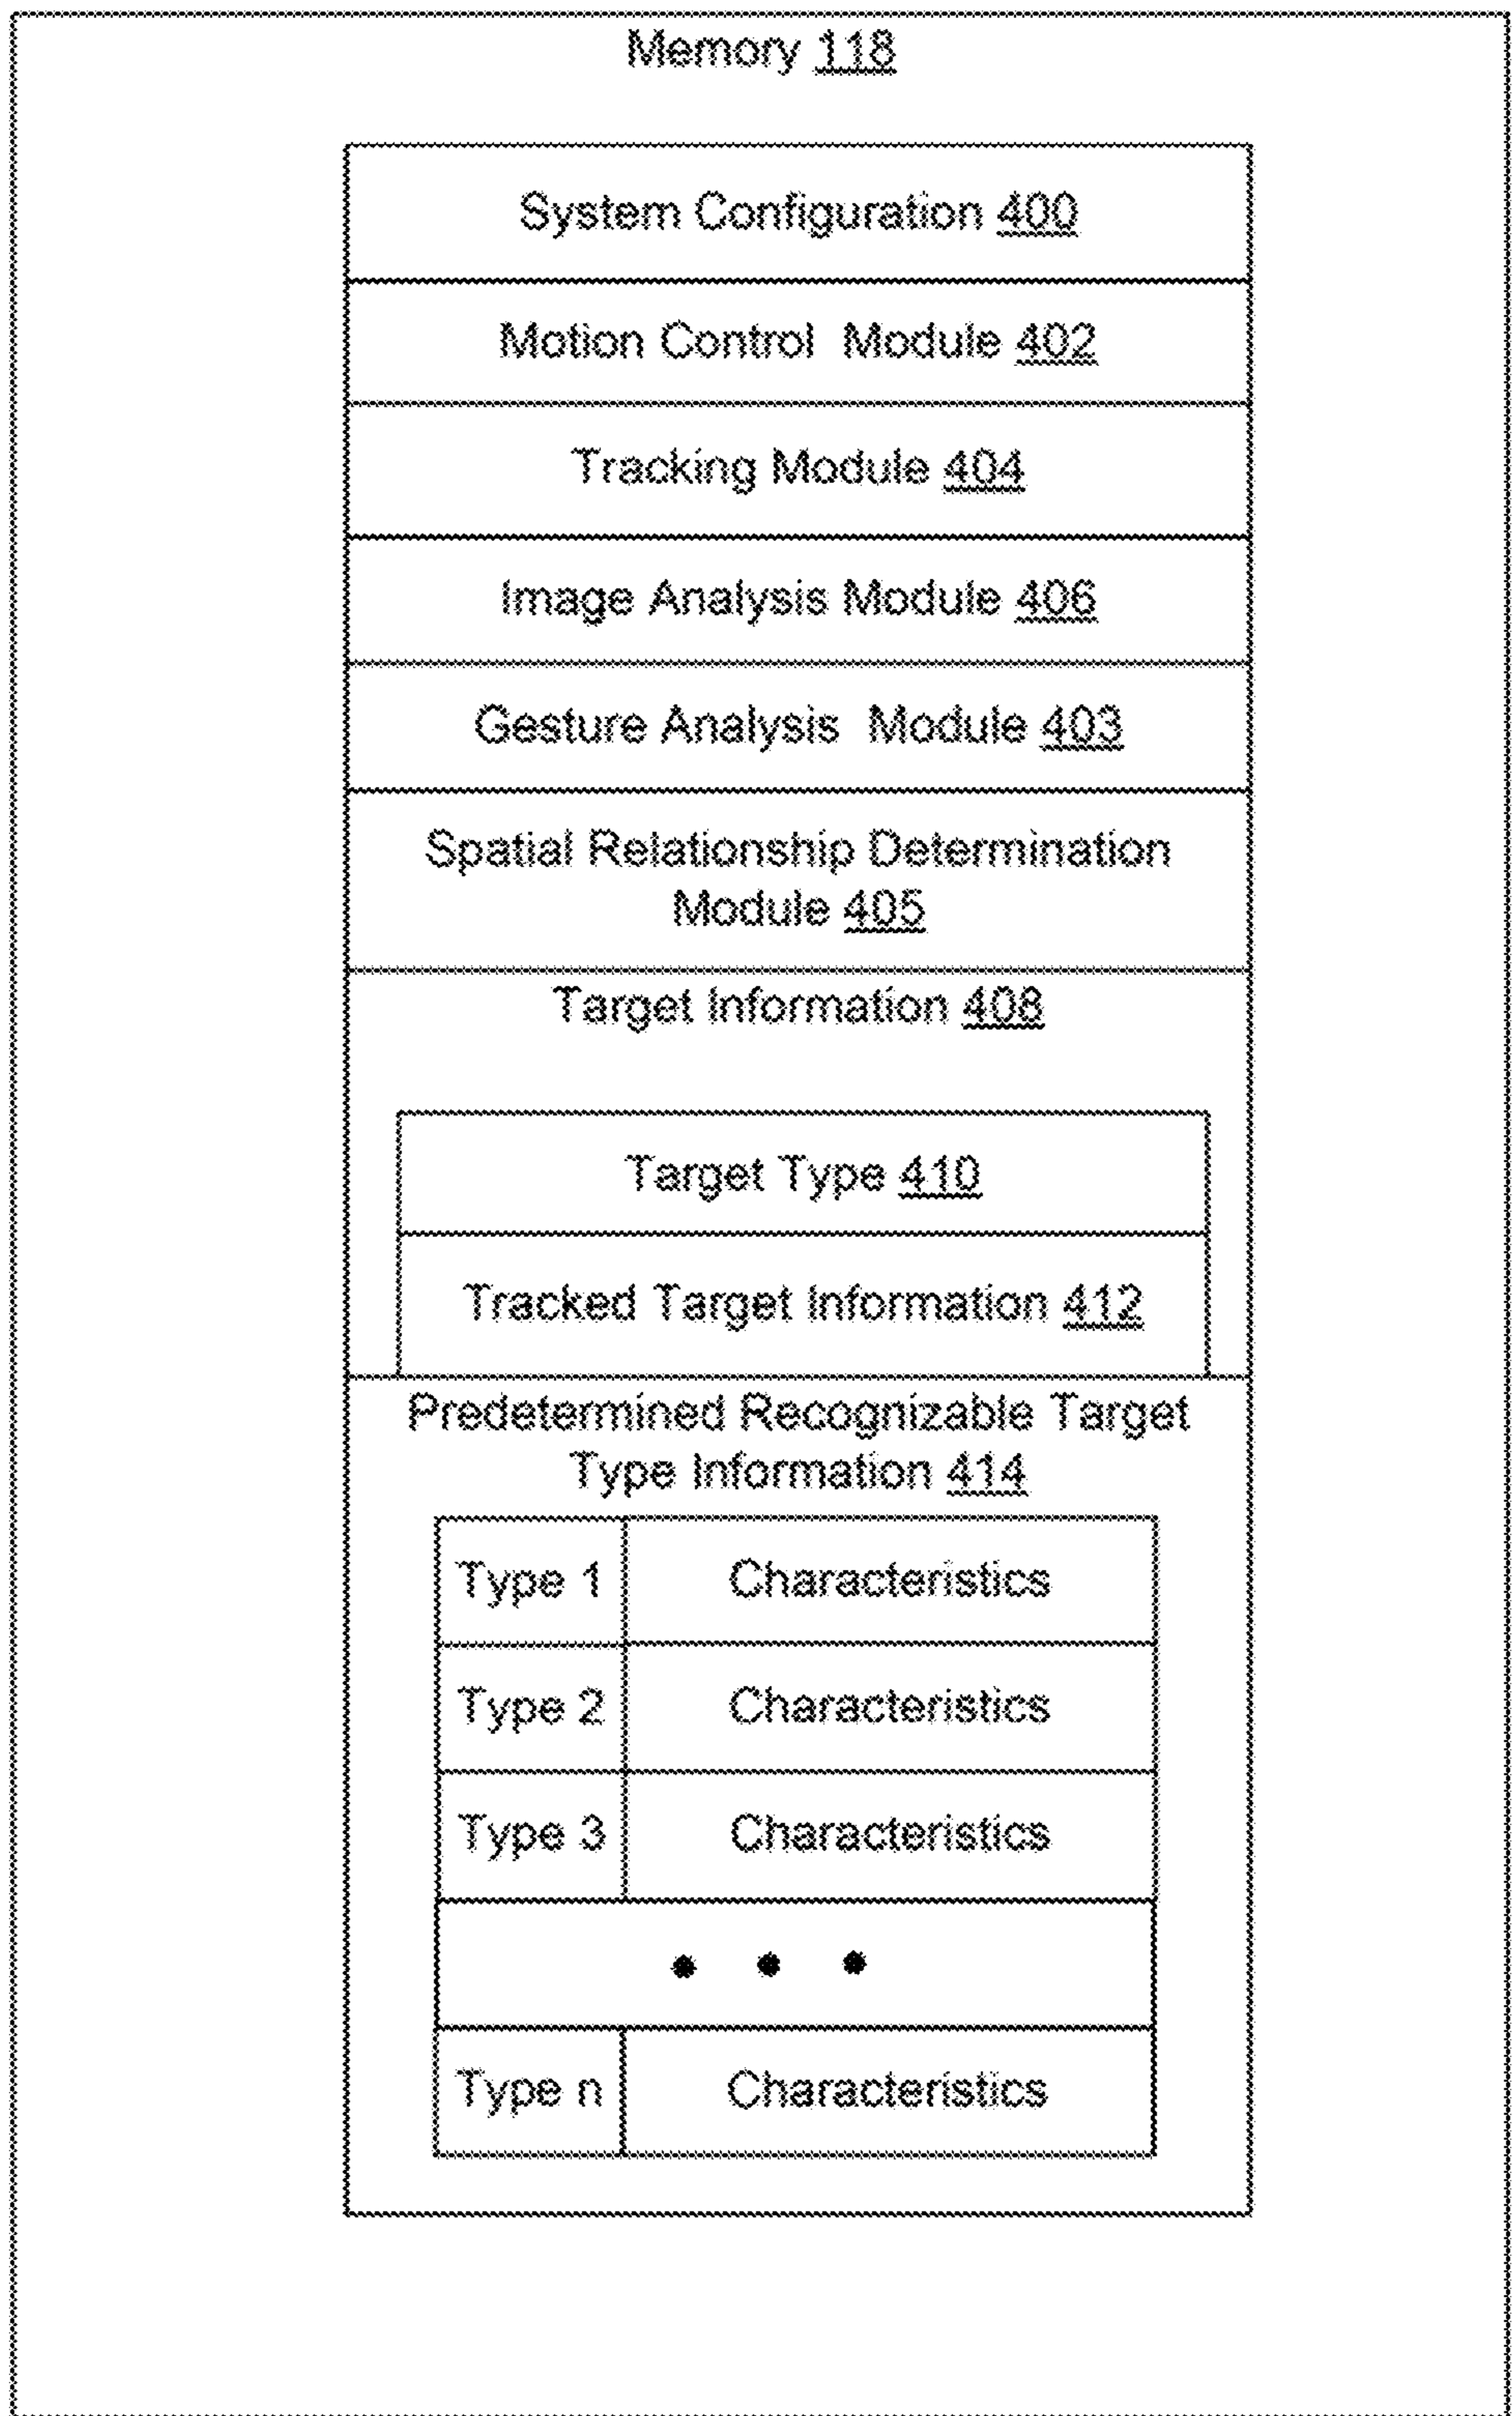 Memory 118
System Configuration 400
Motion Control Module 402
Tracking Module 404
Image Analysis Module 406
Gesture Analysis Module 403
Spatial Relationship Determination
Module 405
Target Information 408
Target Type 410
Tracked Target Information 412
Predetermined Recognizable Target
Type Information 414
Type 1 Characteristics
Type 2 Characteristics
Type 3 Characteristics
• • •
Type n Characteristics